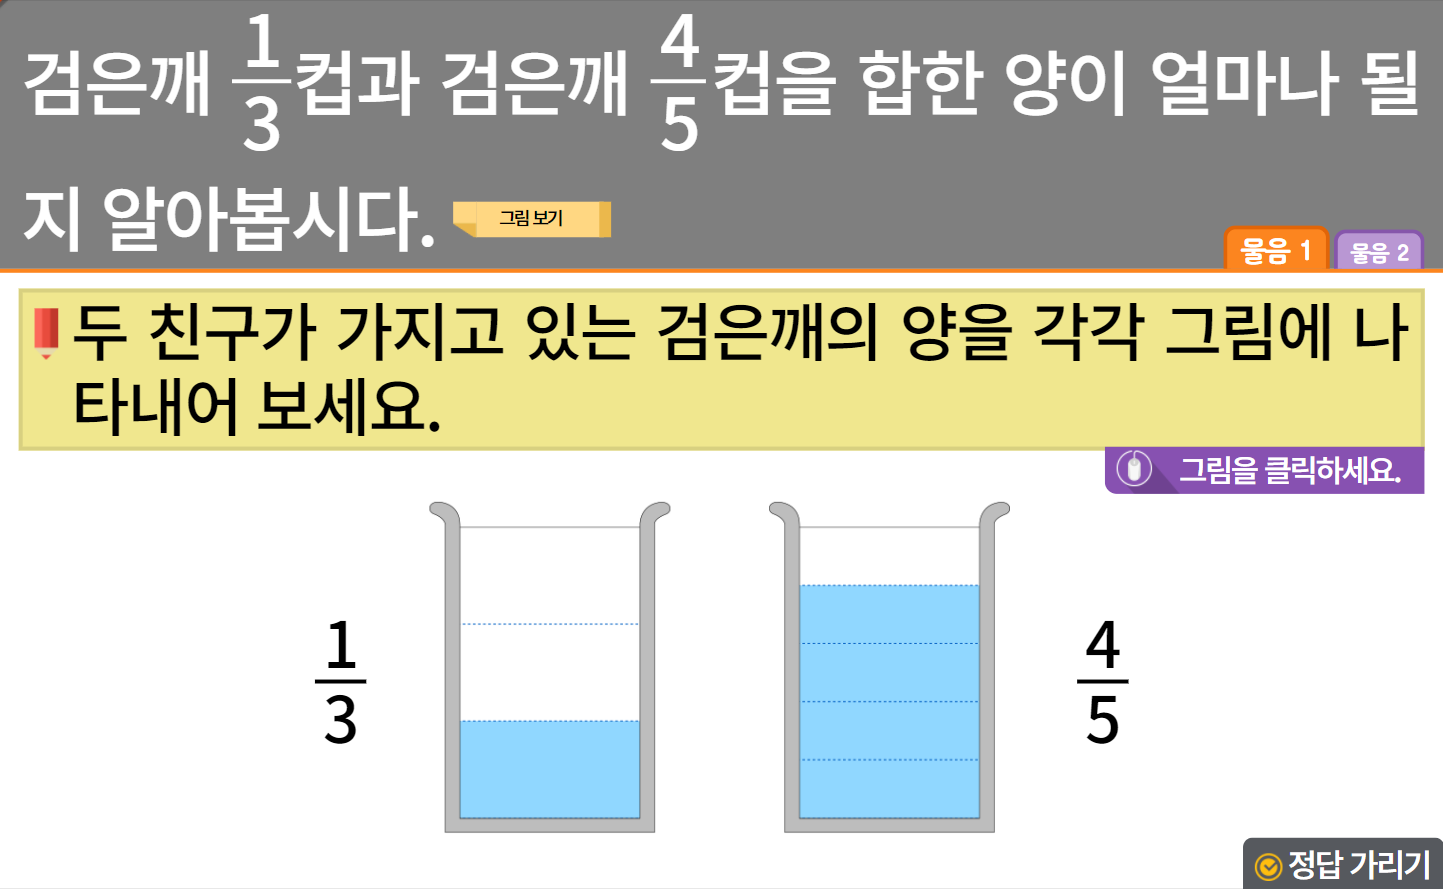 검은깨 1/3컵과 검은깨 4/5컵을 합한 양이 얼마나 될
지 알아봅시다. 그림 보기
물음 1 물음 2
두 친구가 가지고 있는 검은깨의 양을 각각 그림에 나
타내어 보세요.
그림을 클릭하세요.
1/3 4/5
정답 가리기